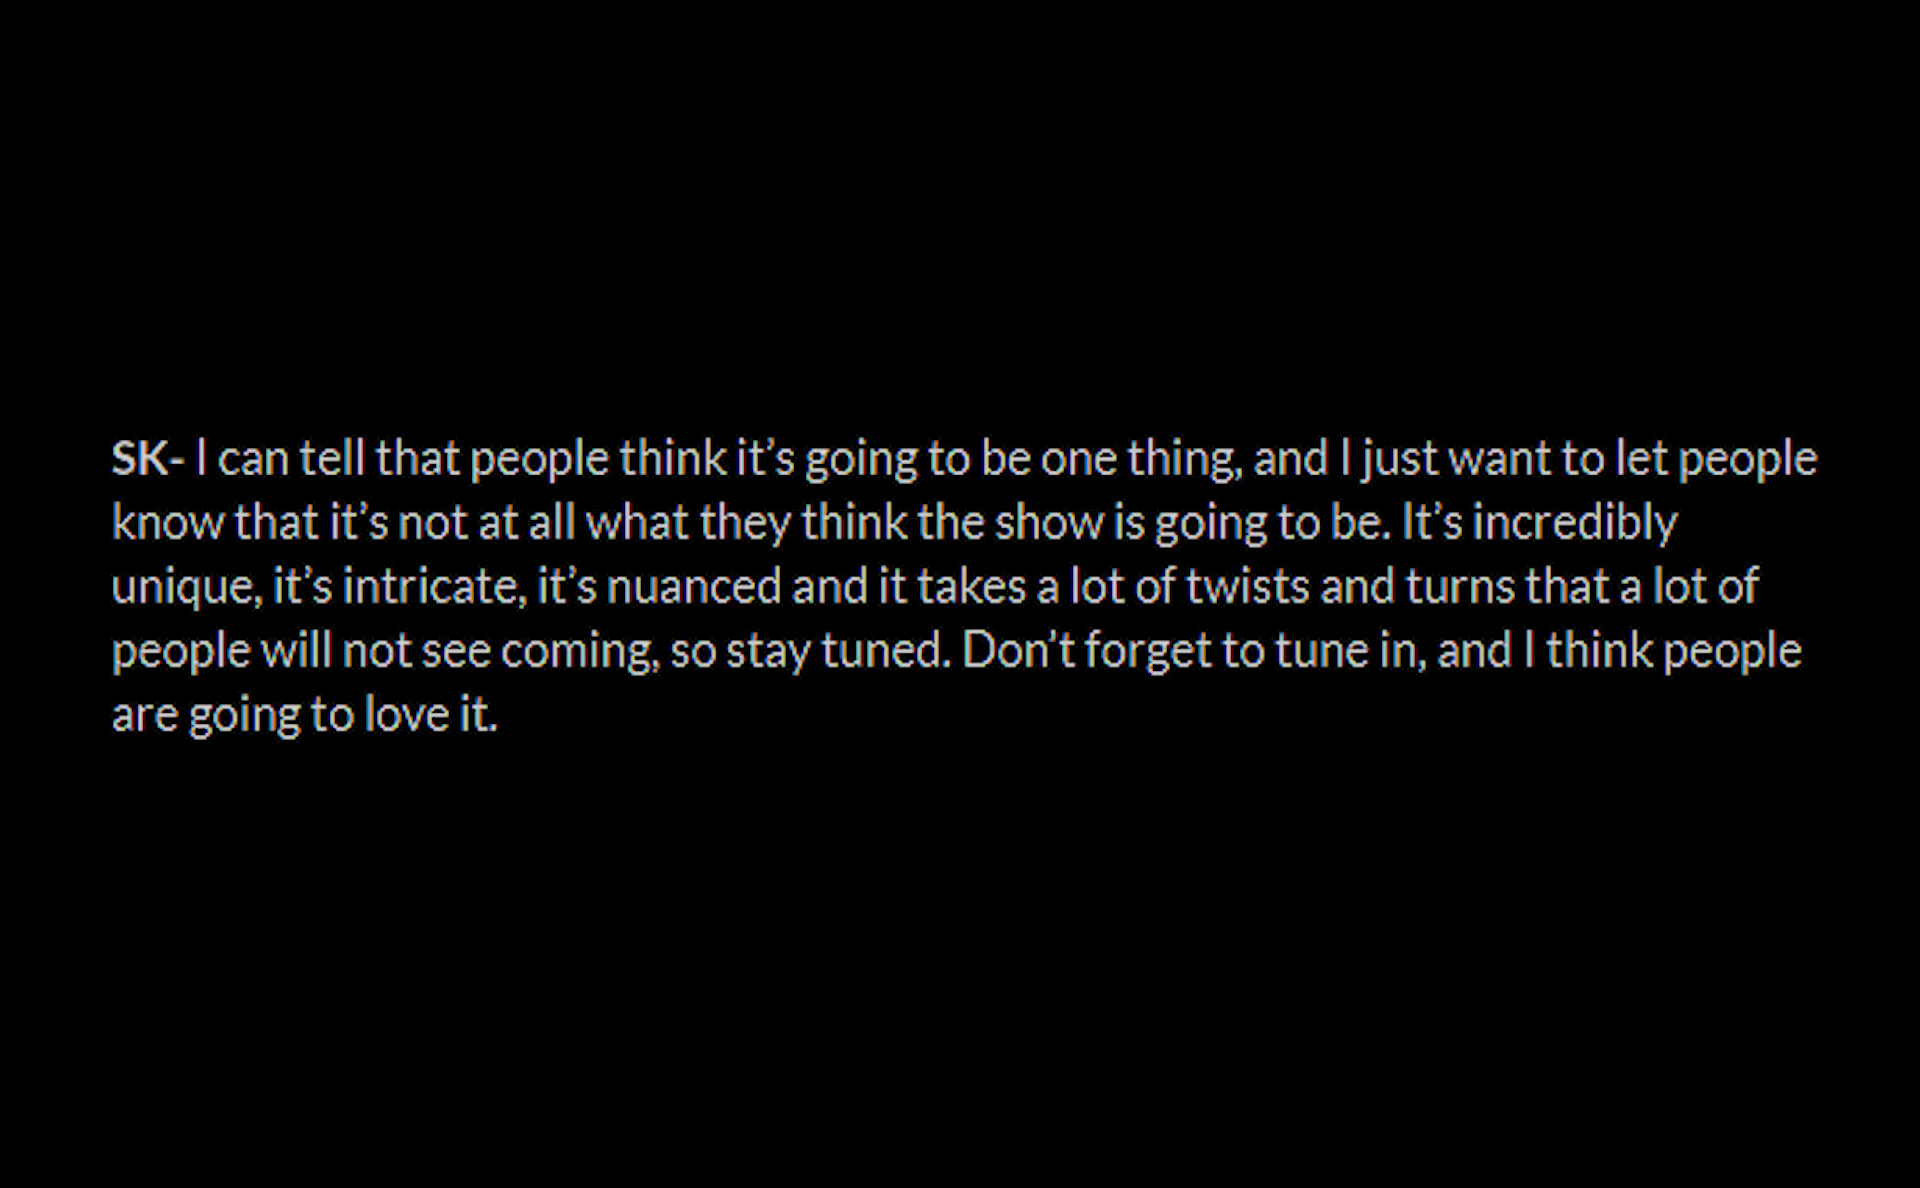 SK- I can tell that people think it’s going to be one thing, and I just want to let people
know that it’s not at all what they think the show is going to be. It’s incredibly
unique, it’s intricate, it’s nuanced and it takes a lot of twists and turns that a lot of
people will not see coming, so stay tuned. Don’t forget to tune in, and I think people
are going to love it.